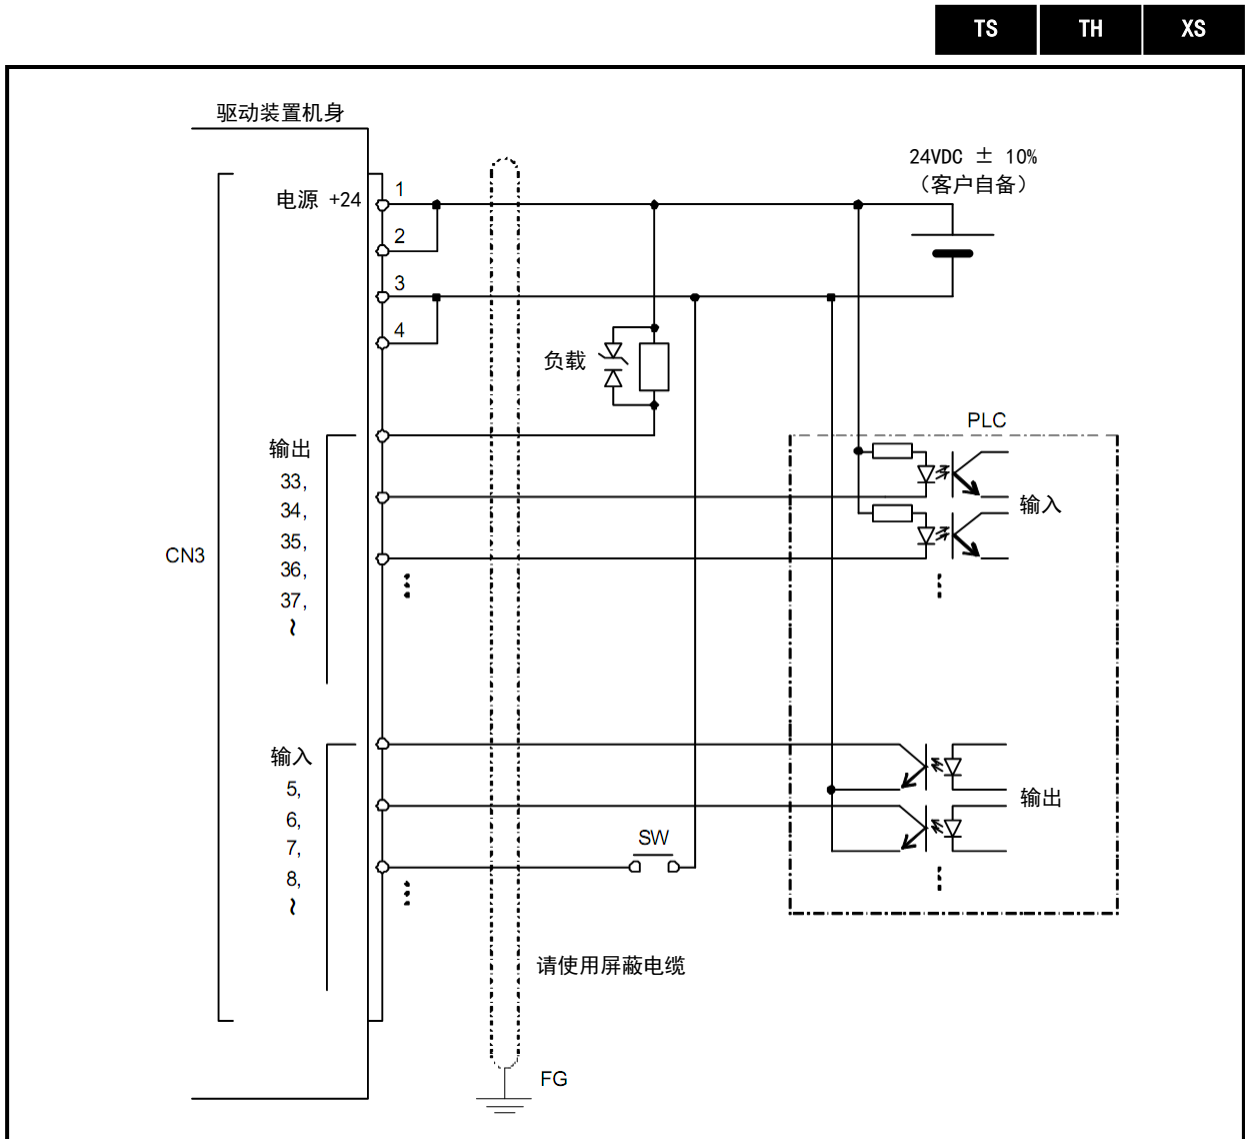 TS TH XS
驱动装置机身
24VDC ± 10%
（客户自备）
电源 +24
1
2
3
4
负载
PLC
输出
33,
34,
35,
36,
37,
~
CN3
输入
输入
5,
6,
7,
8,
~
输出
SW
请使用屏蔽电缆
FG